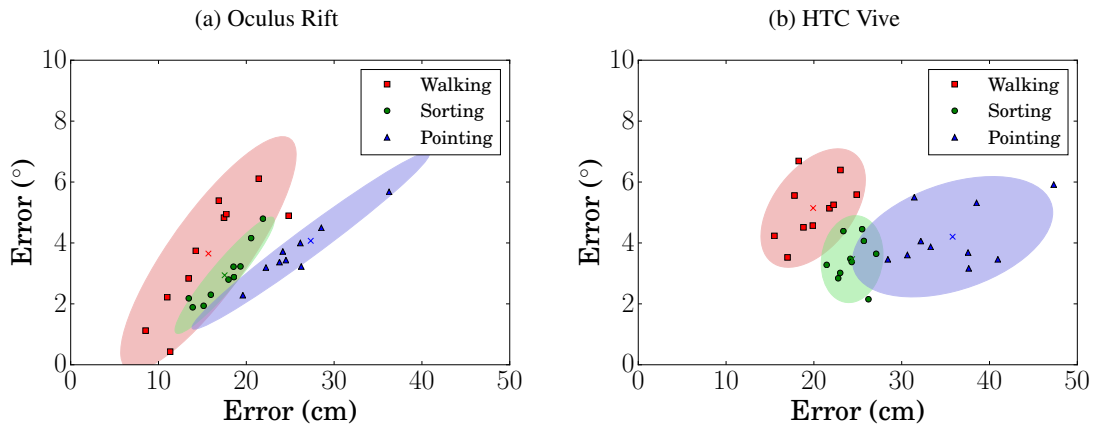 (a) Oculus Rift
10
8
6
4
2
0
Error (°)
Walking
Sorting
Pointing
0 10 20 30 40 50
Error (cm)
(b) HTC Vive
10
8
6
4
2
0
Error (°)
Walking
Sorting
Pointing
0 10 20 30 40 50
Error (cm)